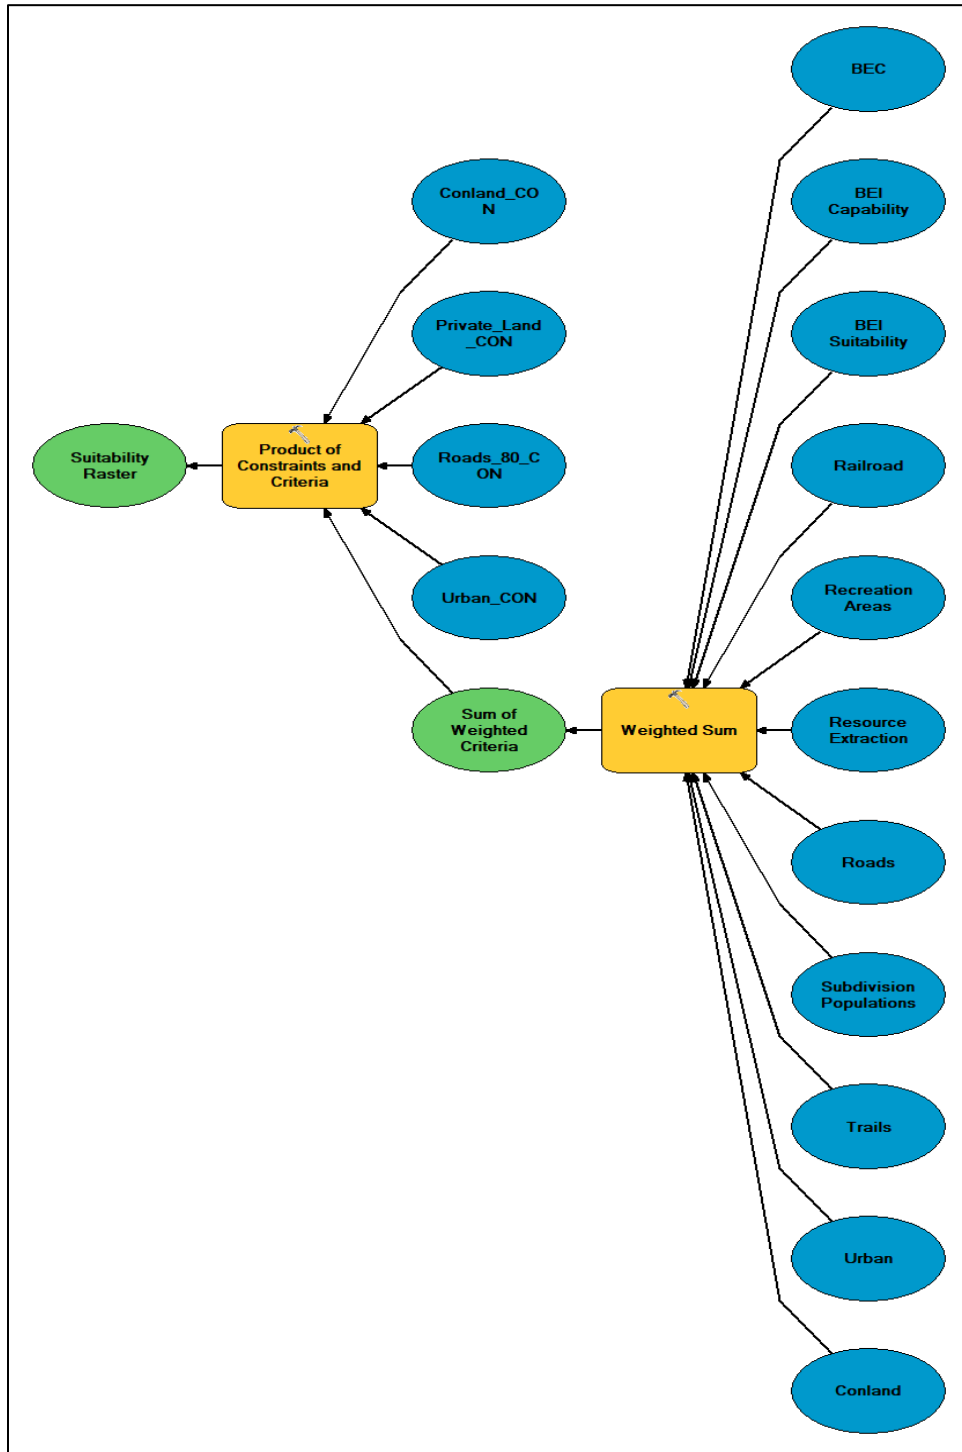 BEC
Conland_CO
N
BEI
Capability
Private_Land
_CON
BEI
Suitability
Suitability
Raster
Product of
Constraints and
Criteria
Roads_80_C
ON
Railroad
Urban_CON
Recreation
Areas
Sum of
Weighted
Criteria
Weighted Sum
Resource
Extraction
Roads
Subdivision
Populations
Trails
Urban
Conland